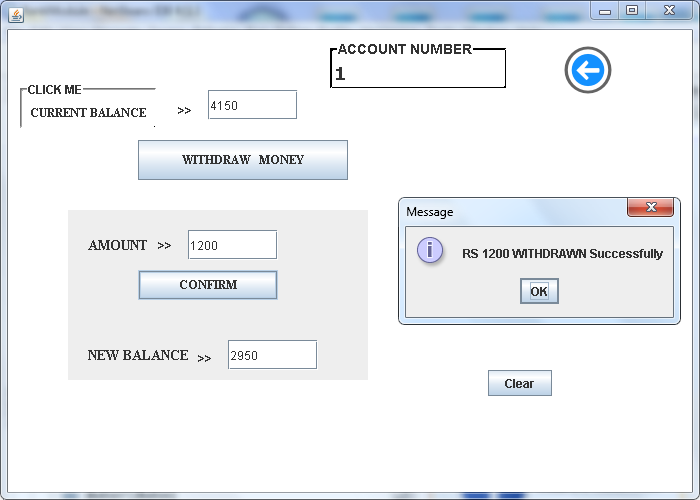 ACCOUNT NUMBER
1
CLICK ME
CURRENT BALANCE >> 4150
WITHDRAW MONEY
Message
RS 1200 WITHDRAWN Successfully
OK
AMOUNT >> 1200
CONFIRM
NEW BALANCE >> 2950
Clear